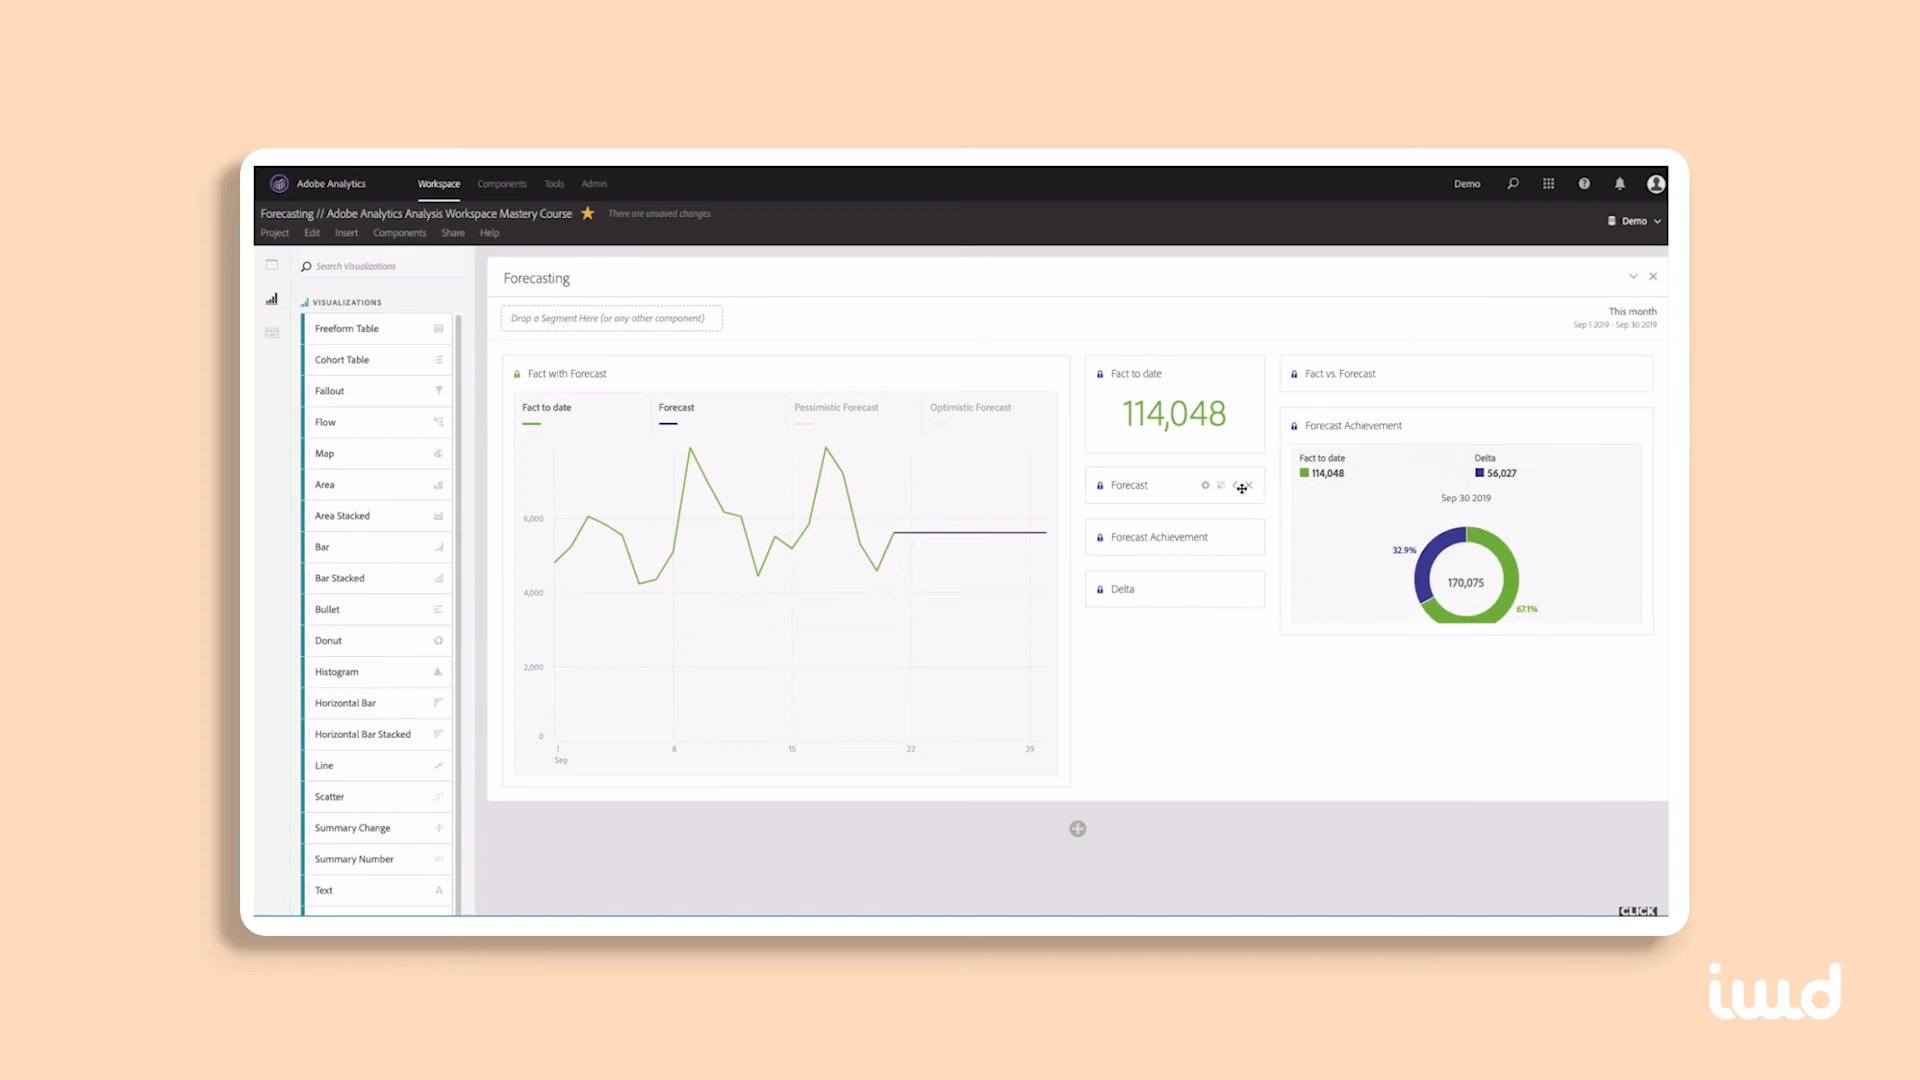 Adobe Analytics
Workspace
Components
Tools
Admin
Demo
Forecasting // Adobe Analytics Analysis Workspace Mastery Course
There are unsaved changes
Demo
Project
Edit
Insert
Components
Share
Help
Search Visualizations
VISUALIZATIONS
Freeform Table
Cohort Table
Fallout
Flow
Map
Area
Area Stacked
Bar
Bar Stacked
Bullet
Donut
Histogram
Horizontal Bar
Horizontal Bar Stacked
Line
Scatter
Summary Change
Summary Number
Text
Forecasting
Drop a Segment Here (or any other component)
This month
Sep 1 2019 - Sep 30 2019
Fact with Forecast
Fact to date
Forecast
Pessimistic Forecast
Optimistic Forecast
6,000
4,000
2,000
0
1
8
15
22
29
Sep
Fact to date
114,048
Forecast
Forecast Achievement
Delta
Fact vs. Forecast
Forecast Achievement
Fact to date
114,048
Delta
56,027
Sep 30 2019
32.9%
170,075
67.1%
CLICK
iwd